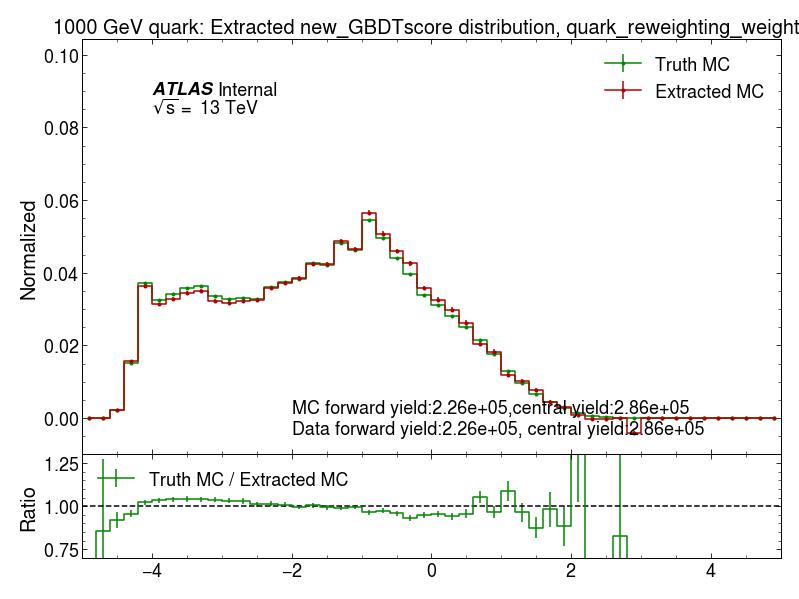 1000 GeV quark: Extracted new_GBDTscore distribution, quark_reweighting_weight
0.10
0.08
0.06
0.04
0.02
0.00
Normalized
ATLAS Internal
√s = 13 TeV
Truth MC
Extracted MC
MC forward yield:2.26e+05,central yield:2.86e+05
Data forward yield:2.26e+05, central yield:2.86e+05
1.25
1.00
0.75
Ratio
Truth MC / Extracted MC
−4
−2
0
2
4